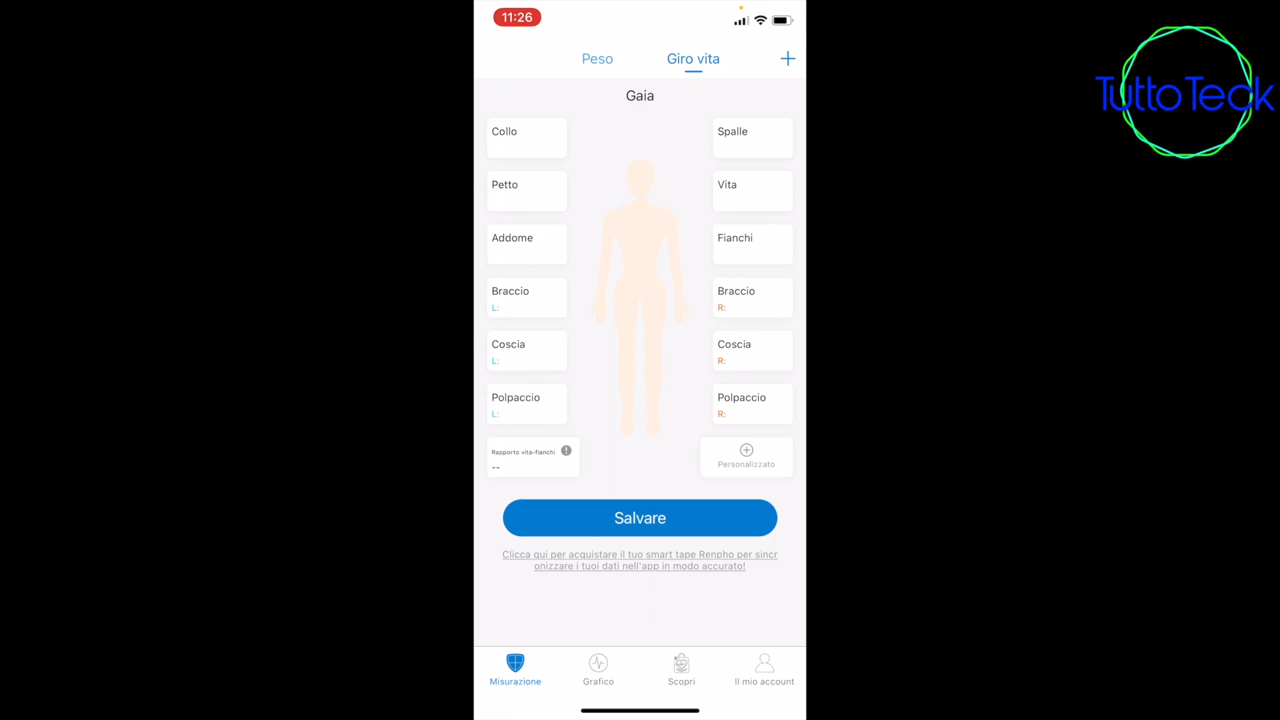 11:26
Peso
Giro vita
Gaia
Collo
Spalle
Petto
Vita
Addome
Fianchi
Braccio
L:
Braccio
R:
Coscia
L:
Coscia
R:
Polpaccio
L:
Polpaccio
R:
Rapporto vita-fianchi
--
Personalizzato
Salvare
Clicca qui per acquistare il tuo smart tape Renpho per sincr
onizzare i tuoi dati nell'app in modo accurato!
Misurazione
Grafico
Scopri
Il mio account
TuttoTeck